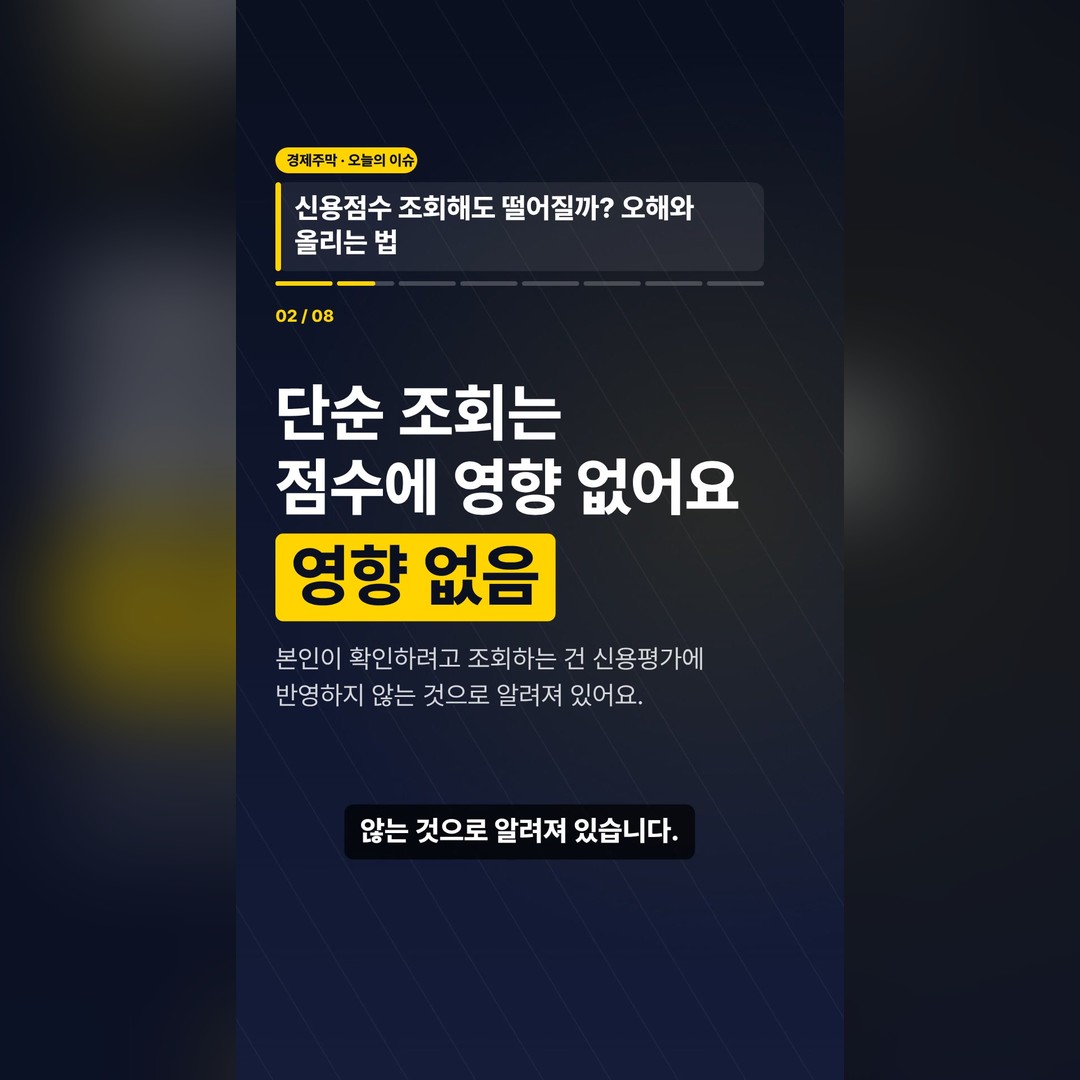 경제주막 · 오늘의 이슈
신용점수 조회해도 떨어질까? 오해와
올리는 법
02 / 08
단순 조회는
점수에 영향 없어요
영향 없음
본인이 확인하려고 조회하는 건 신용평가에
반영하지 않는 것으로 알려져 있어요.
않는 것으로 알려져 있습니다.